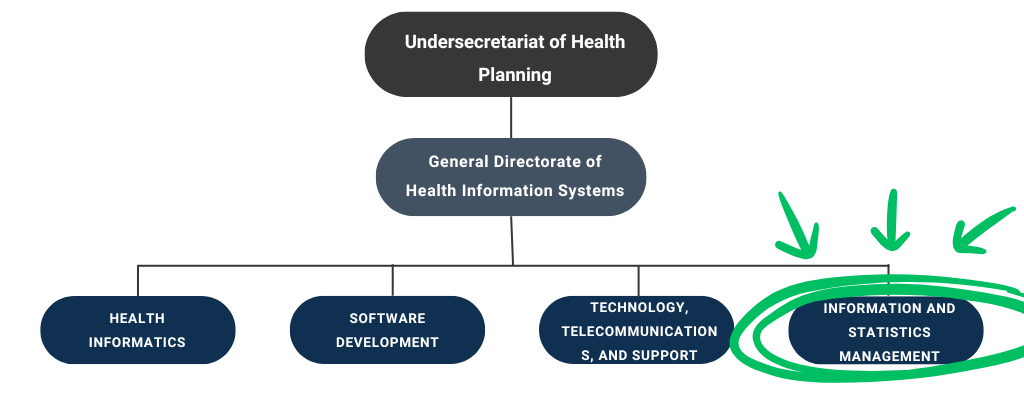 Undersecretariat of Health
Planning
General Directorate of
Health Information Systems
HEALTH
INFORMATICS
SOFTWARE
DEVELOPMENT
TECHNOLOGY,
TELECOMMUNICATION
S, AND SUPPORT
INFORMATION AND
STATISTICS
MANAGEMENT